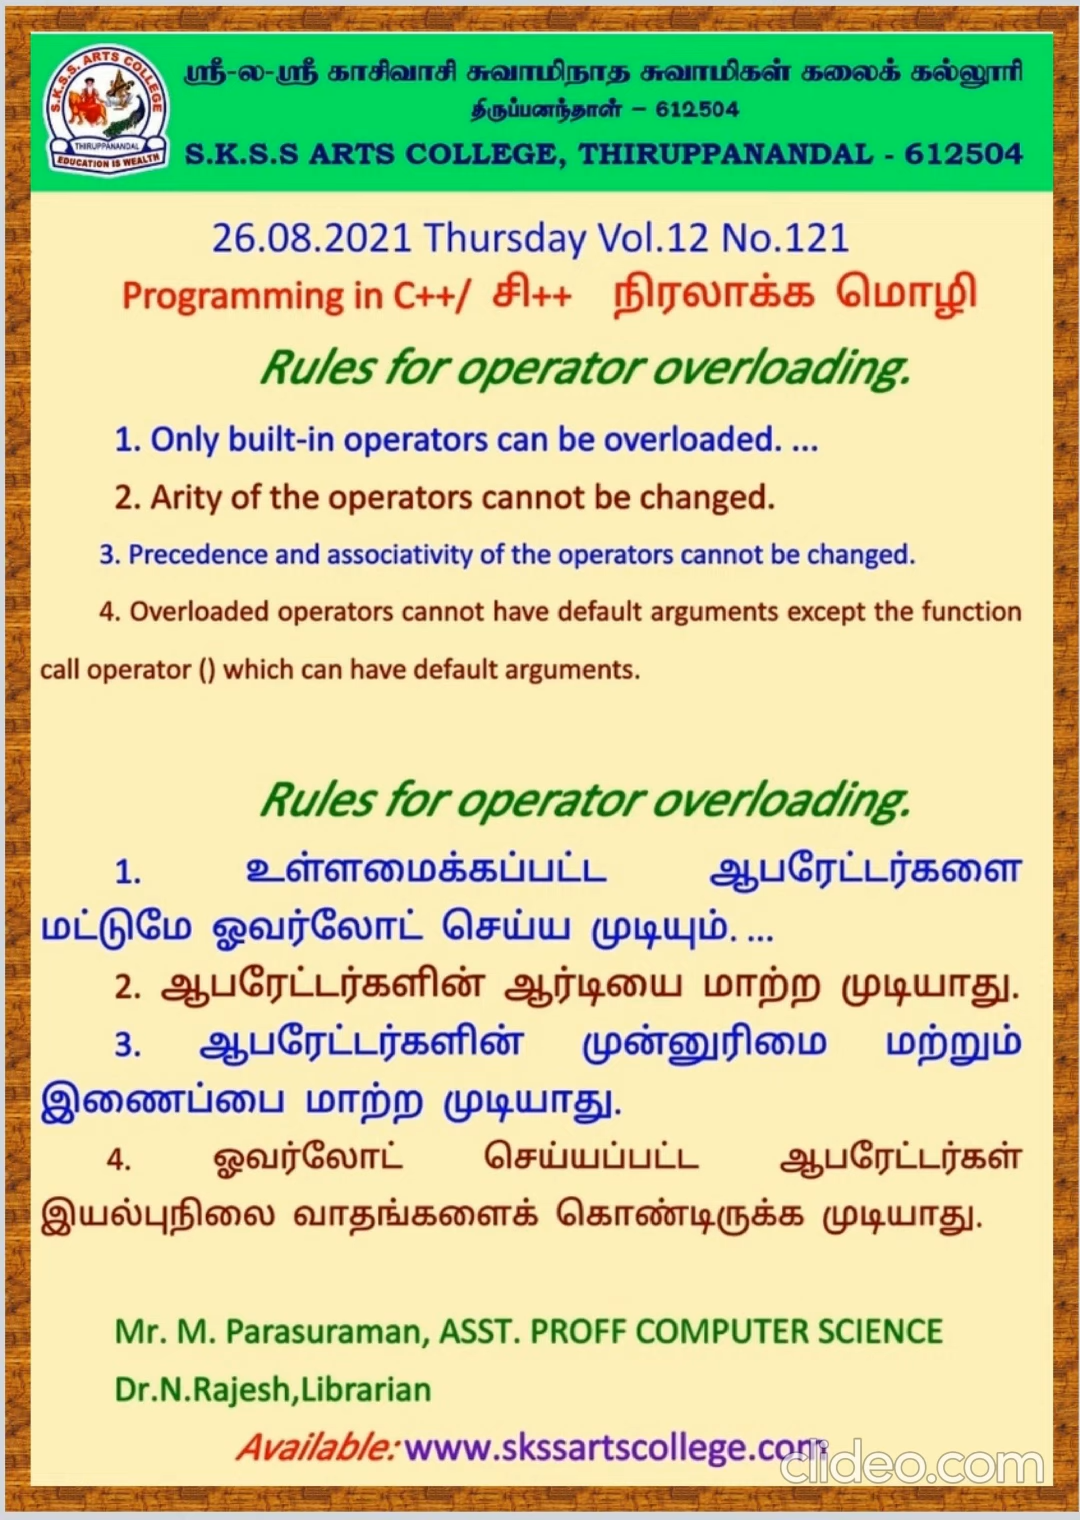 S.K.S.S. ARTS COLLEGE
THIRUPPANANDAL
EDUCATION IS WEALTH
ஸ்ரீ-ல-ஸ்ரீ காசிவாசி சுவாமிநாத சுவாமிகள் கலைக் கல்லூரி
திருப்பனந்தாள் – 612504
S.K.S.S ARTS COLLEGE, THIRUPPANANDAL - 612504
26.08.2021 Thursday Vol.12 No.121
Programming in C++/ சி++ நிரலாக்க மொழி
Rules for operator overloading.
1. Only built-in operators can be overloaded. ...
2. Arity of the operators cannot be changed.
3. Precedence and associativity of the operators cannot be changed.
4. Overloaded operators cannot have default arguments except the function
call operator () which can have default arguments.
Rules for operator overloading.
1. உள்ளமைக்கப்பட்ட ஆபரேட்டர்களை
மட்டுமே ஓவர்லோட் செய்ய முடியும். ...
2. ஆபரேட்டர்களின் ஆர்டியை மாற்ற முடியாது.
3. ஆபரேட்டர்களின் முன்னுரிமை மற்றும்
இணைப்பை மாற்ற முடியாது.
4. ஓவர்லோட் செய்யப்பட்ட ஆபரேட்டர்கள்
இயல்புநிலை வாதங்களைக் கொண்டிருக்க முடியாது.
Mr. M. Parasuraman, ASST. PROFF COMPUTER SCIENCE
Dr.N.Rajesh,Librarian
Available: www.skssartscollege.com
clideo.com